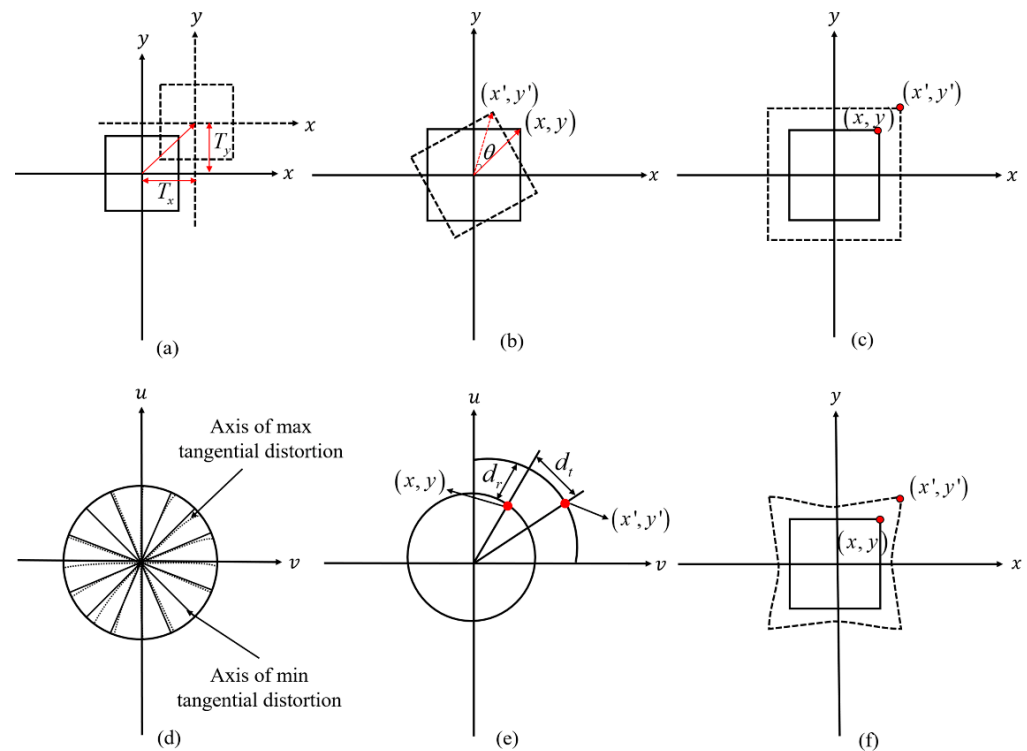 y
y
x
T_y
x
T_x
(a)
y
(x', y')
(x, y)
θ
x
(b)
y
(x', y')
(x, y)
x
(c)
u
Axis of max
tangential distortion
v
Axis of min
tangential distortion
(d)
u
d_r
d_t
(x, y)
(x', y')
v
(e)
y
(x', y')
(x, y)
x
(f)